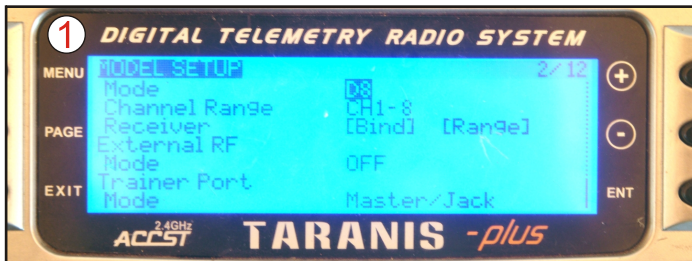 1
DIGITAL TELEMETRY RADIO SYSTEM
MENU
PAGE
EXIT
MODEL SETUP 2/12
Mode D8
Channel Range CH1-8
Receiver [Bind] [Range]
External RF
Mode OFF
Trainer Port
Mode Master/Jack
+
-
ENT
2.4GHz
ACCST
TARANIS -plus